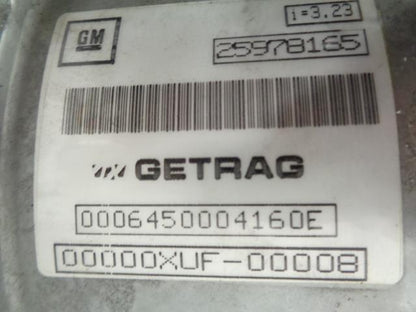 i=3.23
GM
25978165
GETRAG
0006450004160E
00000XUF-00008